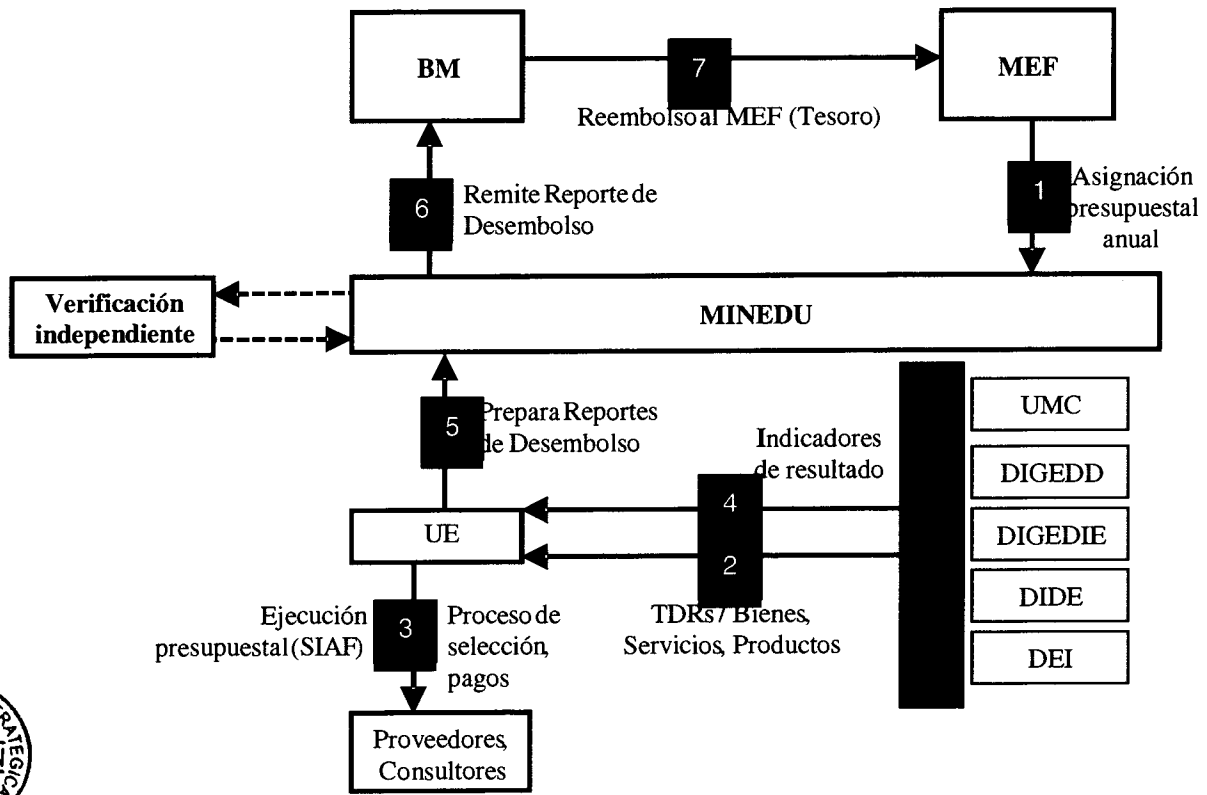 BM
7
MEF
Reembolso al MEF (Tesoro)
6
Remite Reporte de
Desembolso
1
Asignación
presupuestal
anual
Verificación
independiente
MINEDU
5
Prepara Reportes
de Desembolso
Indicadores
de resultado
UMC
DIGEDD
DIGEDIE
DIDE
DEI
UE
4
2
TDRs / Bienes,
Servicios, Productos
Ejecución
presupuestal (SIAF)
3
Proceso de
selección,
pagos
Proveedores,
Consultores